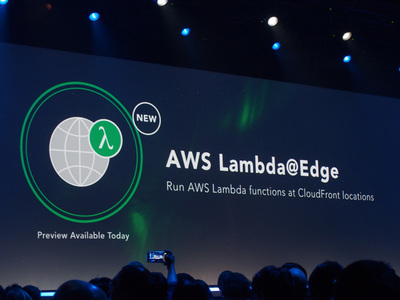 NEW
λ
AWS Lambda@Edge
Run AWS Lambda functions at CloudFront locations
Preview Available Today